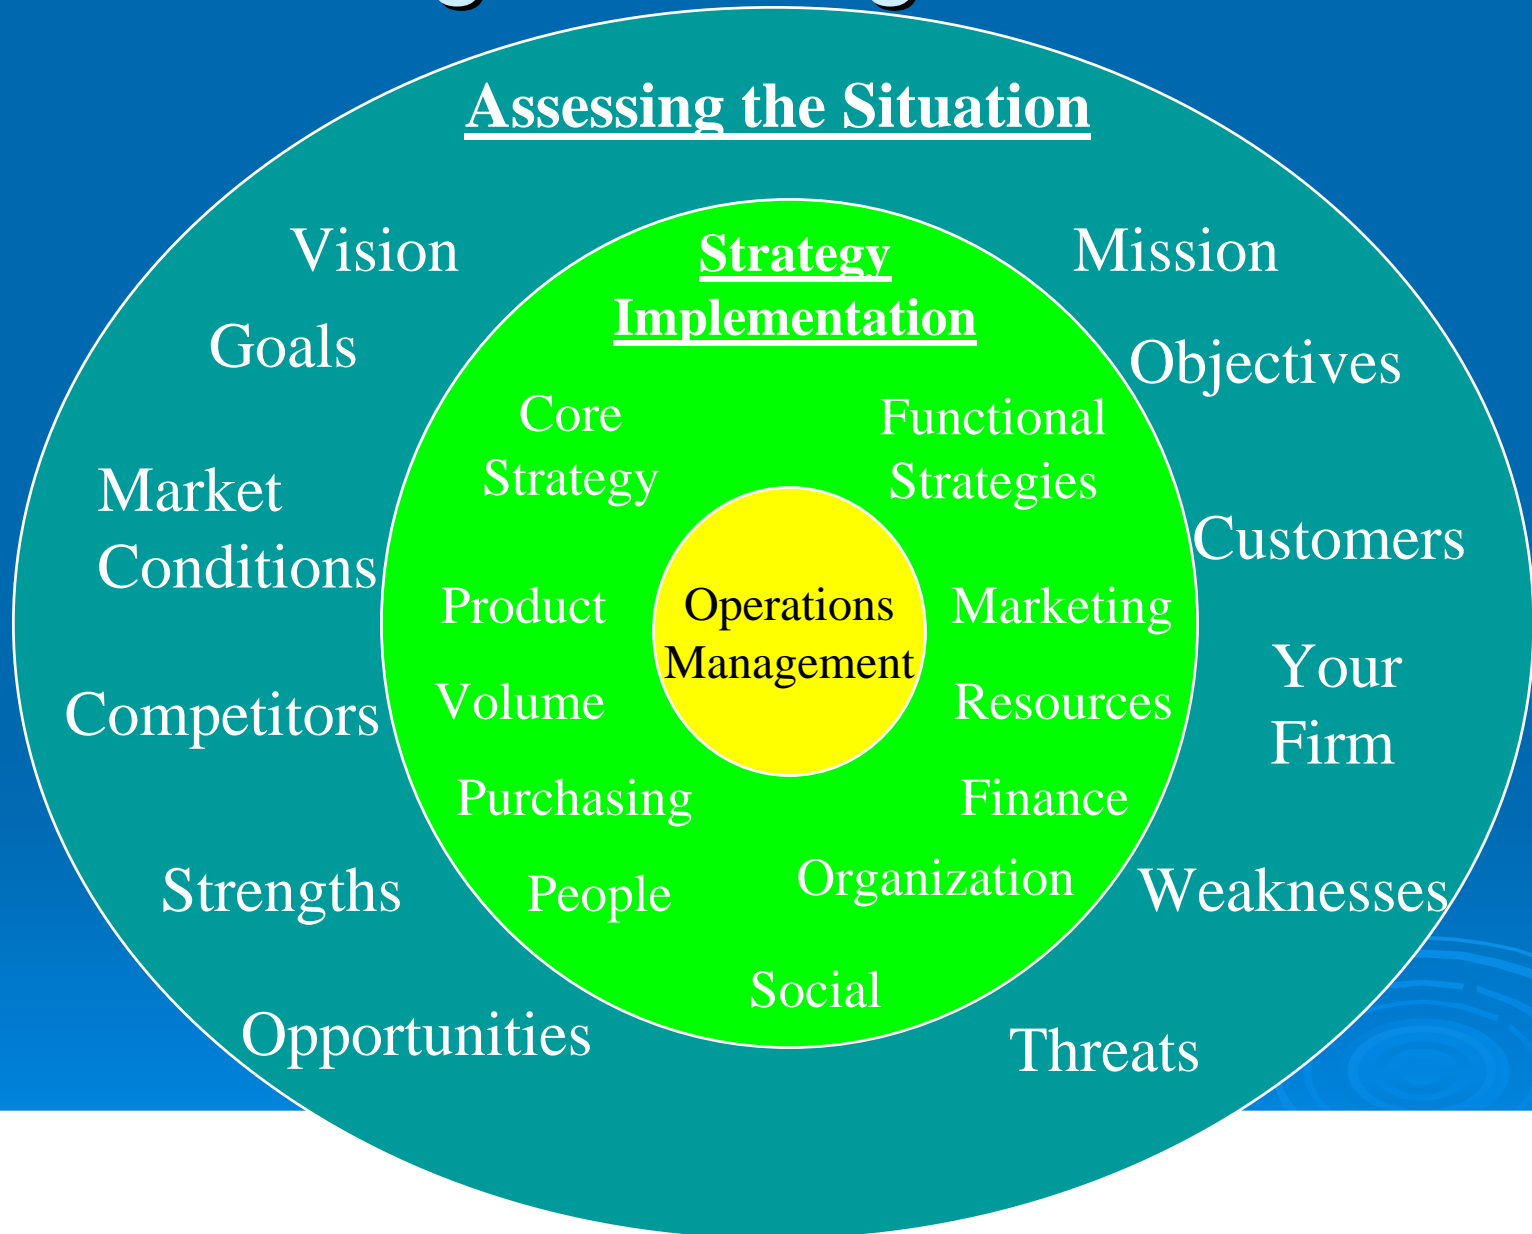 Assessing the Situation
Vision
Mission
Strategy
Implementation
Goals
Objectives
Core
Strategy
Functional
Strategies
Market
Conditions
Customers
Product
Operations
Management
Marketing
Competitors
Volume
Resources
Your
Firm
Purchasing
Finance
Strengths
People
Organization
Weaknesses
Social
Opportunities
Threats